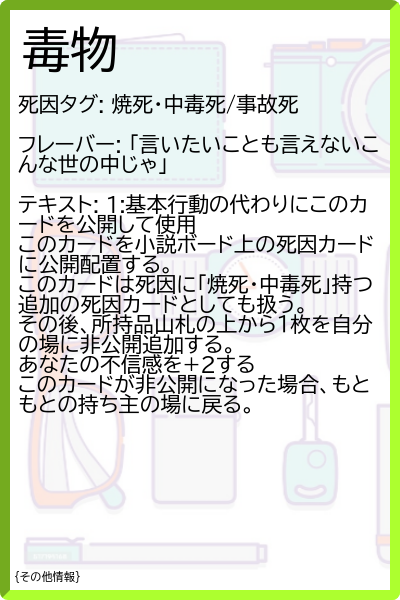 毒物
死因タグ: 焼死・中毒死/事故死
フレーバー: 「言いたいことも言えないこ
んな世の中じゃ」
テキスト: 1:基本行動の代わりにこのカ
ードを公開して使用
このカードを小説ボード上の死因カード
に公開配置する。
このカードは死因に「焼死・中毒死」持つ
追加の死因カードとしても扱う。
その後、所持品山札の上から1枚を自分
の場に非公開追加する。
あなたの不信感を+2する
このカードが非公開になった場合、もと
もとの持ち主の場に戻る。
{その他情報}